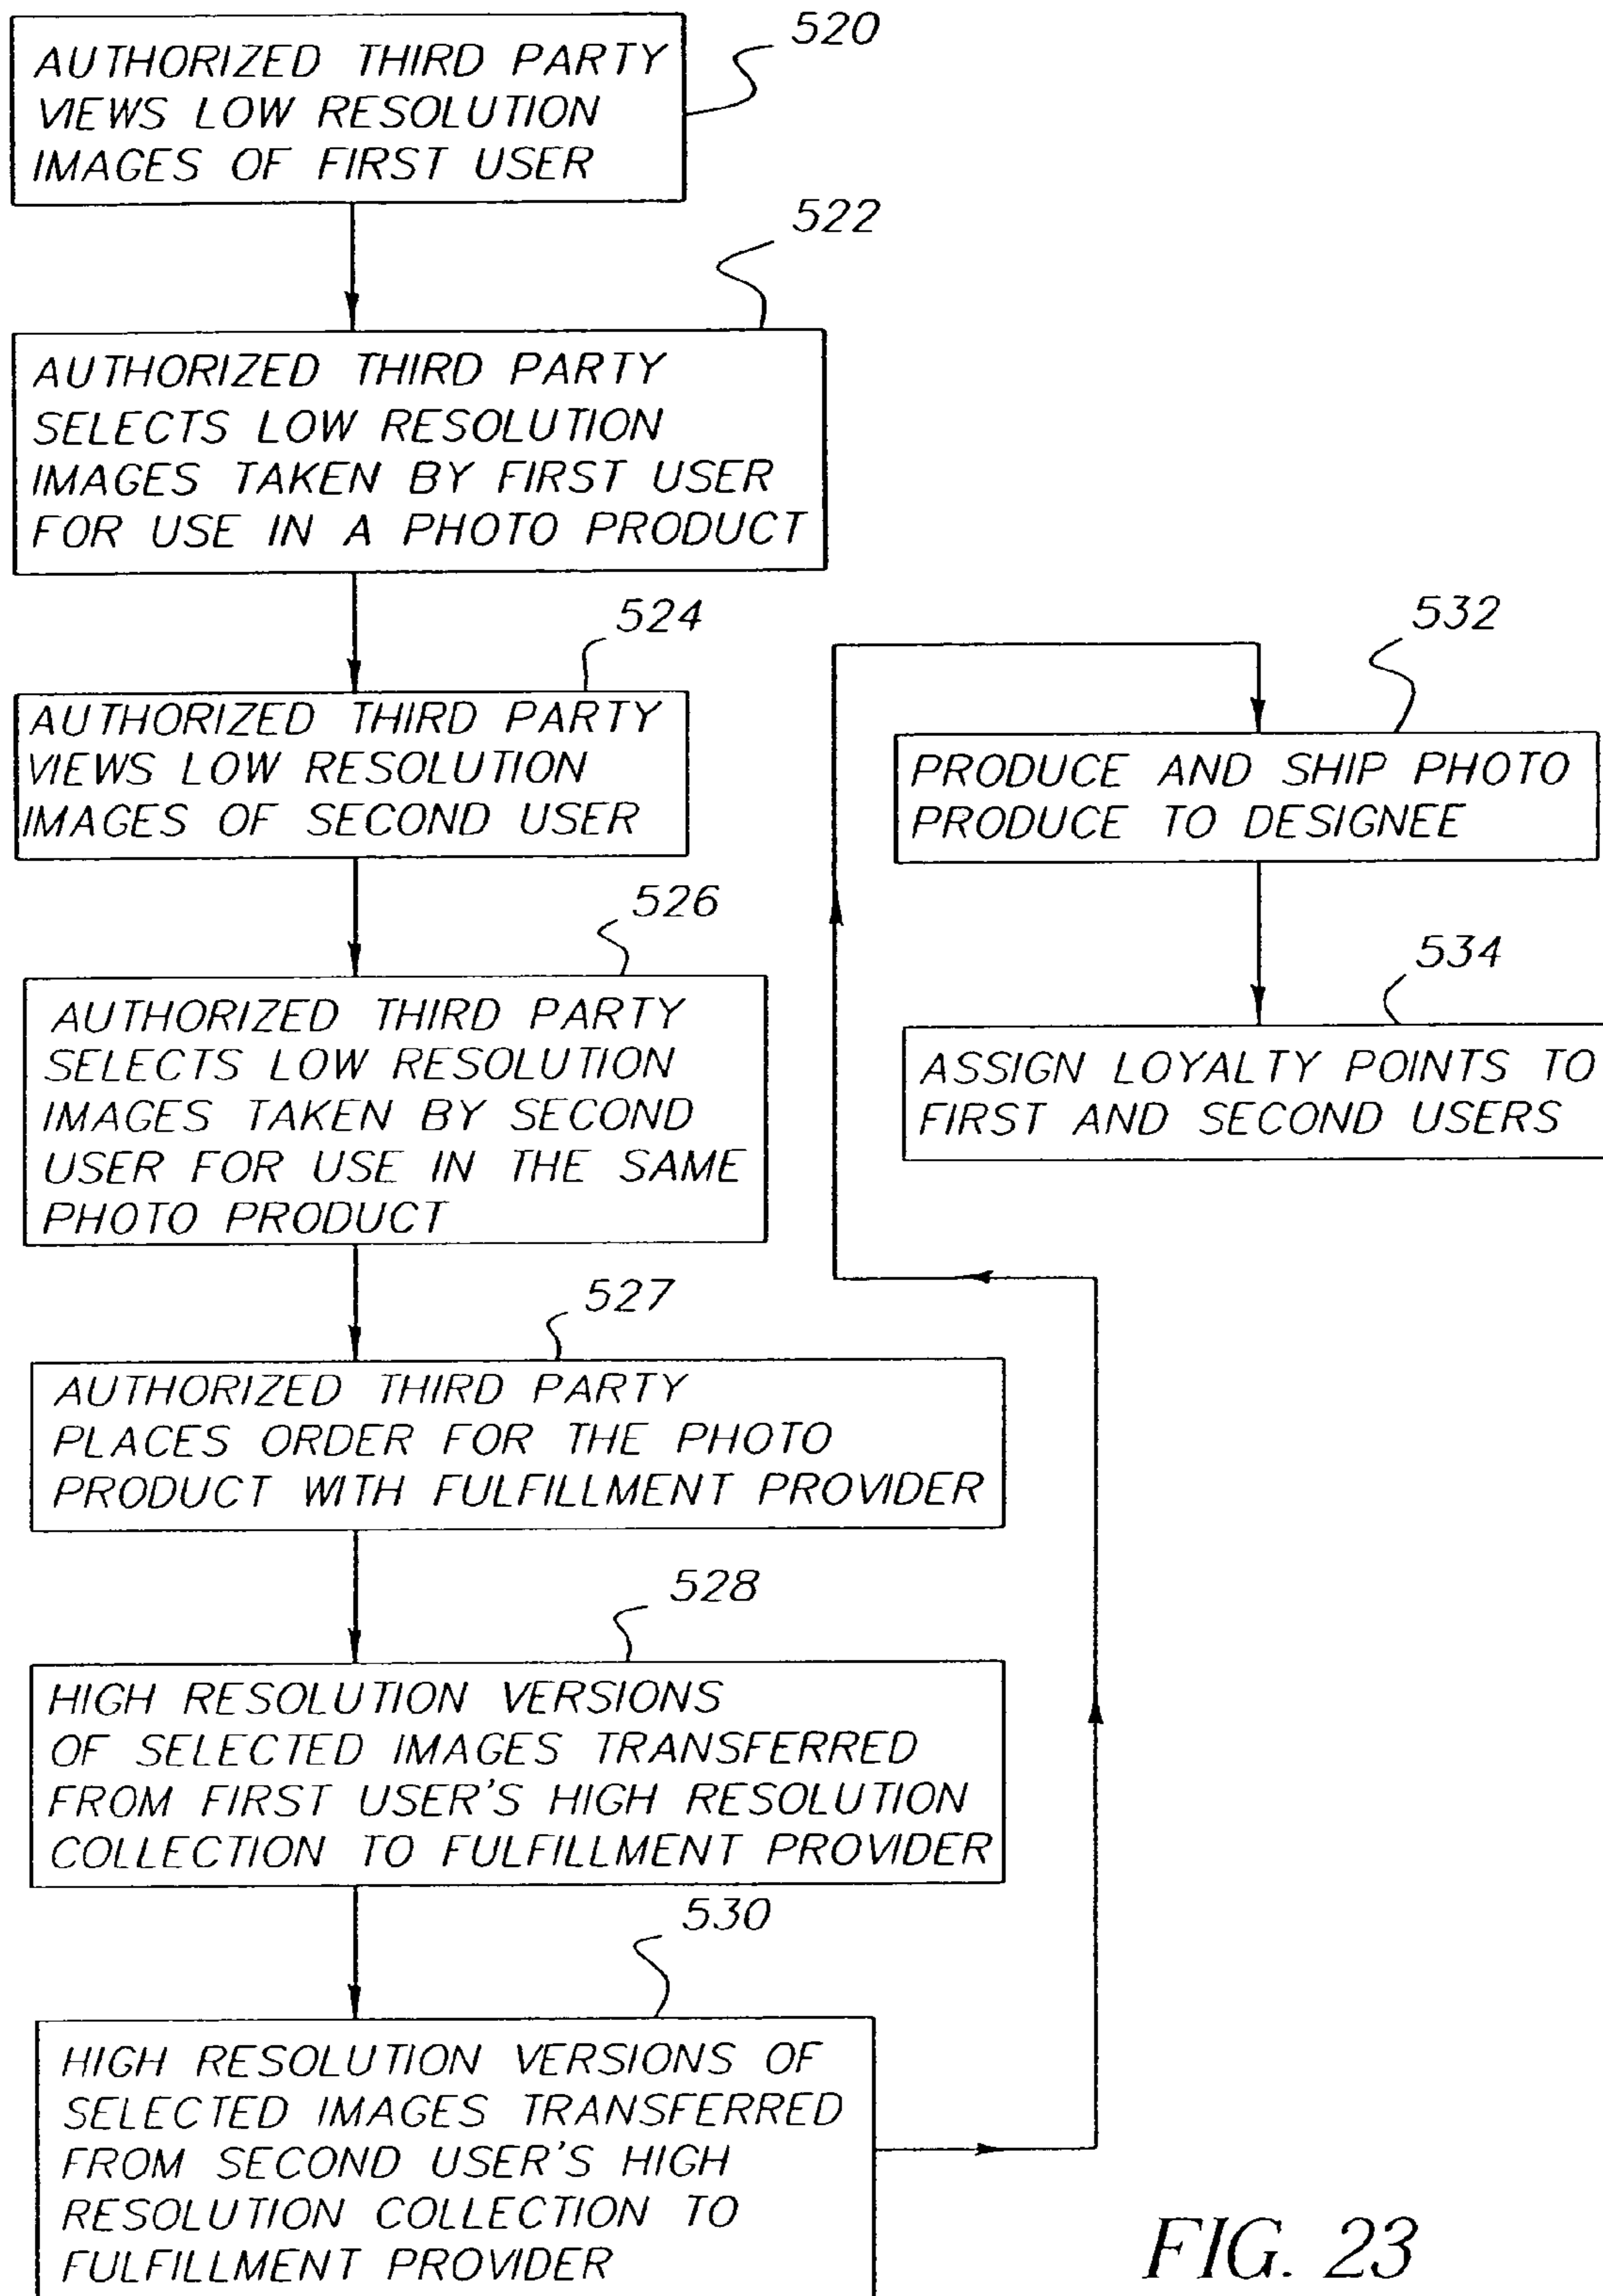 520
AUTHORIZED THIRD PARTY
VIEWS LOW RESOLUTION
IMAGES OF FIRST USER
522
AUTHORIZED THIRD PARTY
SELECTS LOW RESOLUTION
IMAGES TAKEN BY FIRST USER
FOR USE IN A PHOTO PRODUCT
524
AUTHORIZED THIRD PARTY
VIEWS LOW RESOLUTION
IMAGES OF SECOND USER
526
AUTHORIZED THIRD PARTY
SELECTS LOW RESOLUTION
IMAGES TAKEN BY SECOND
USER FOR USE IN THE SAME
PHOTO PRODUCT
527
AUTHORIZED THIRD PARTY
PLACES ORDER FOR THE PHOTO
PRODUCT WITH FULFILLMENT PROVIDER
528
HIGH RESOLUTION VERSIONS
OF SELECTED IMAGES TRANSFERRED
FROM FIRST USER'S HIGH RESOLUTION
COLLECTION TO FULFILLMENT PROVIDER
530
HIGH RESOLUTION VERSIONS OF
SELECTED IMAGES TRANSFERRED
FROM SECOND USER'S HIGH
RESOLUTION COLLECTION TO
FULFILLMENT PROVIDER
532
PRODUCE AND SHIP PHOTO
PRODUCE TO DESIGNEE
534
ASSIGN LOYALTY POINTS TO
FIRST AND SECOND USERS
FIG. 23